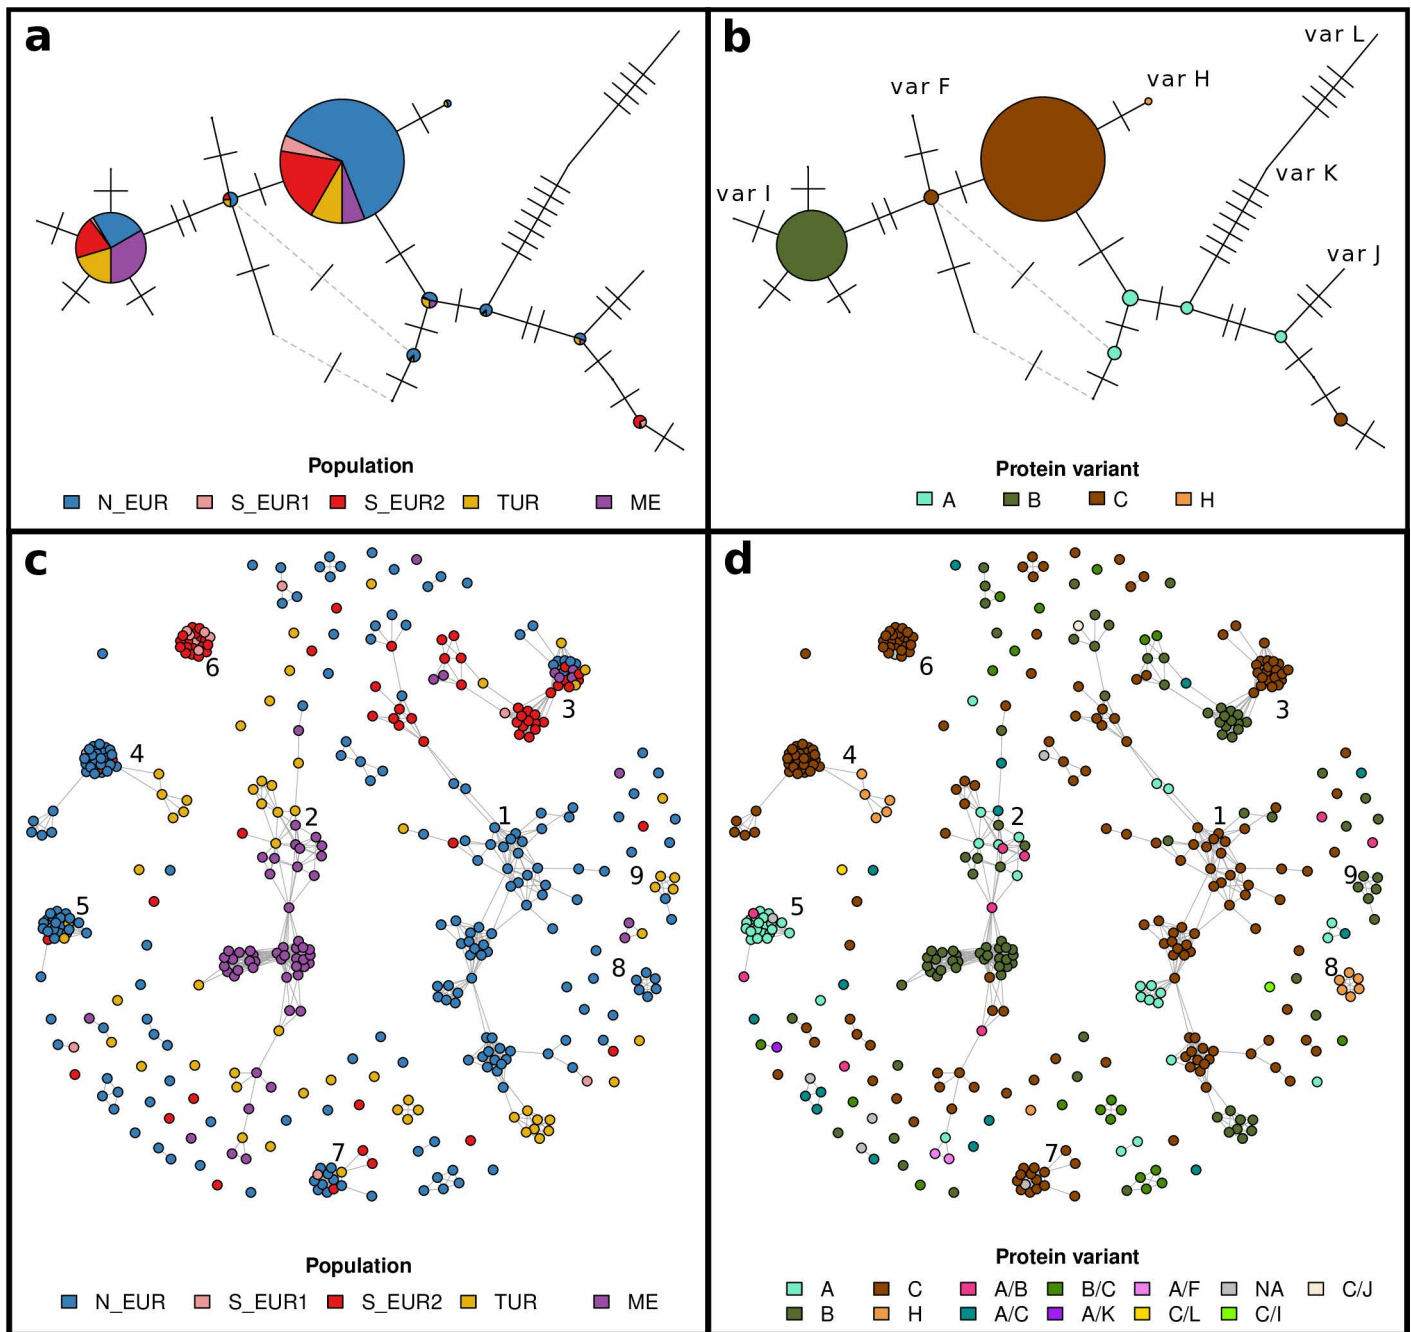 a
Population
N_EUR S_EUR1 S_EUR2 TUR ME
b
var L
var F
var H
var K
var I
var J
Protein variant
A B C H
c
6
3
4
2
1
9
5
8
7
Population
N_EUR S_EUR1 S_EUR2 TUR ME
d
6
3
4
2
1
9
5
8
7
Protein variant
A C A/B B/C A/F NA C/J
B H A/C A/K C/L C/I